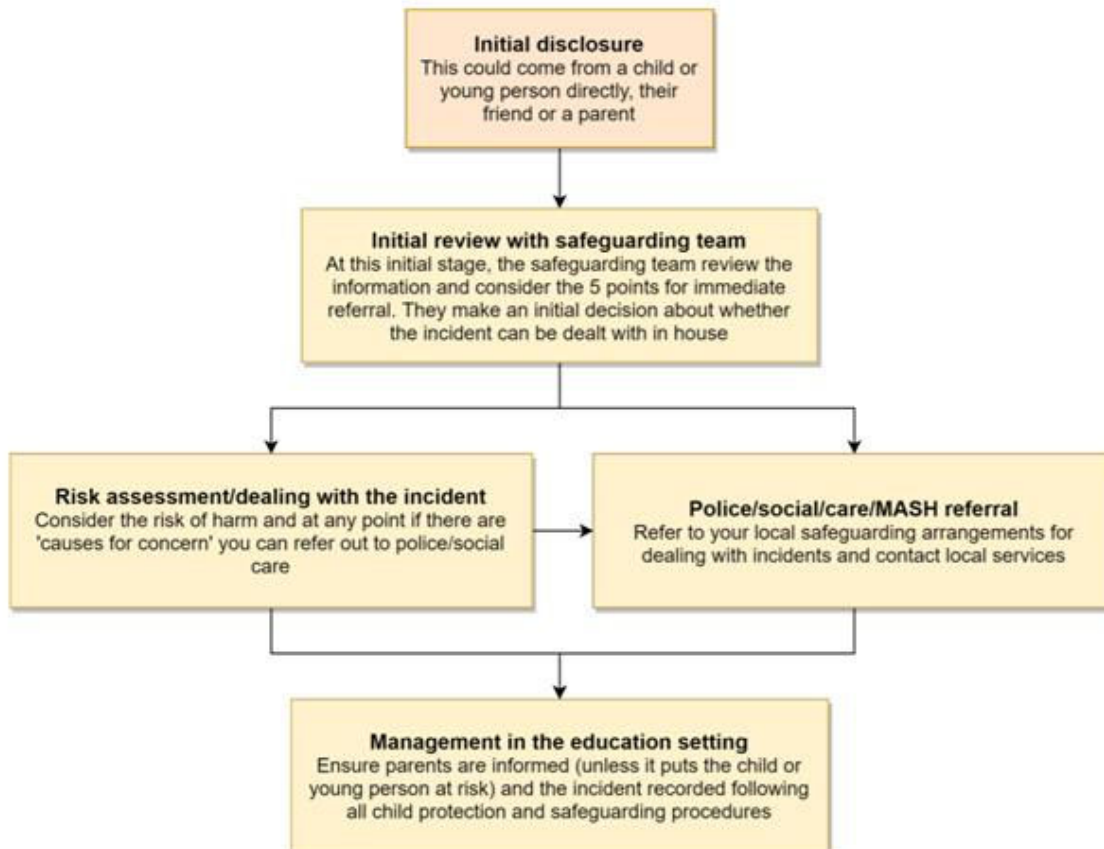 Initial disclosure
This could come from a child or
young person directly, their
friend or a parent
Initial review with safeguarding team
At this initial stage, the safeguarding team review the
information and consider the 5 points for immediate
referral. They make an initial decision about whether
the incident can be dealt with in house
Risk assessment/dealing with the incident
Consider the risk of harm and at any point if there are
'causes for concern' you can refer out to police/social
care
Police/social/care/MASH referral
Refer to your local safeguarding arrangements for
dealing with incidents and contact local services
Management in the education setting
Ensure parents are informed (unless it puts the child or
young person at risk) and the incident recorded following
all child protection and safeguarding procedures